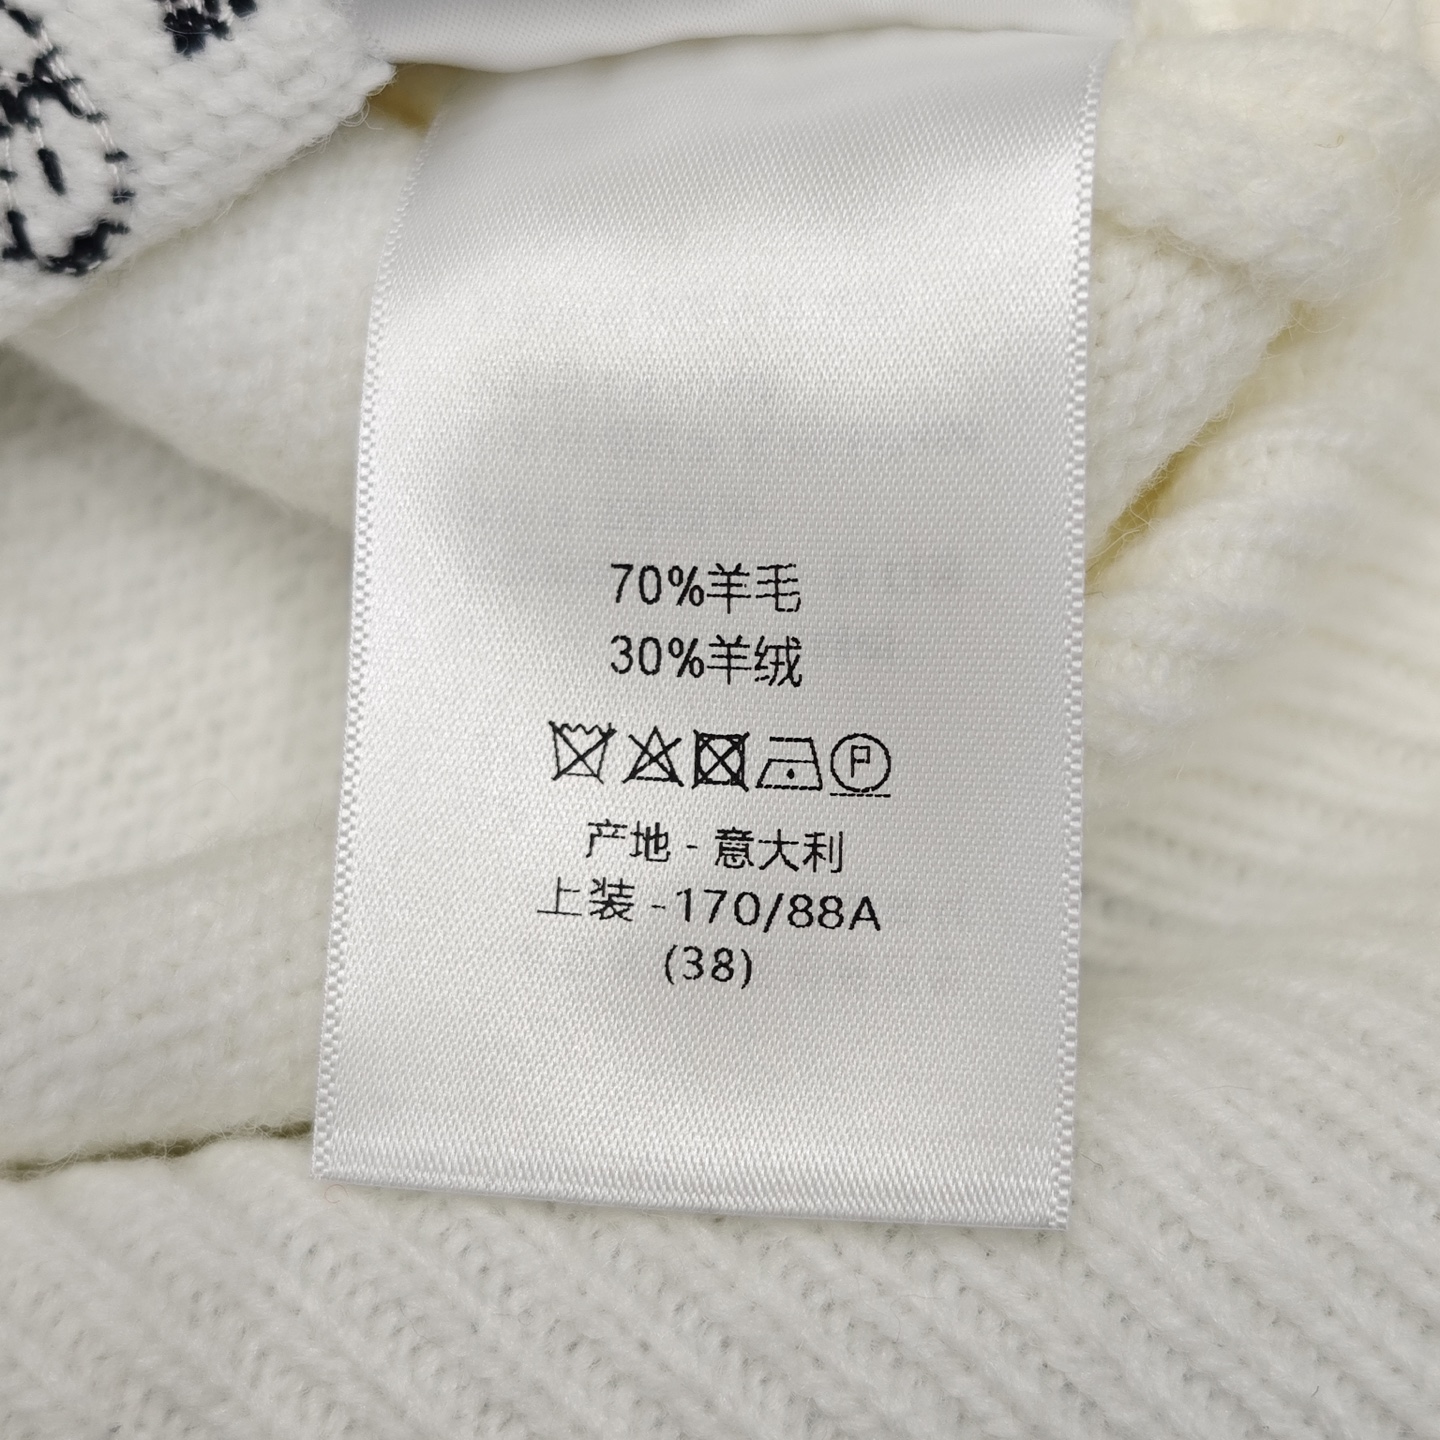 70%羊毛
30%羊绒
P
产地 - 意大利
上装 -170/88A
(38)